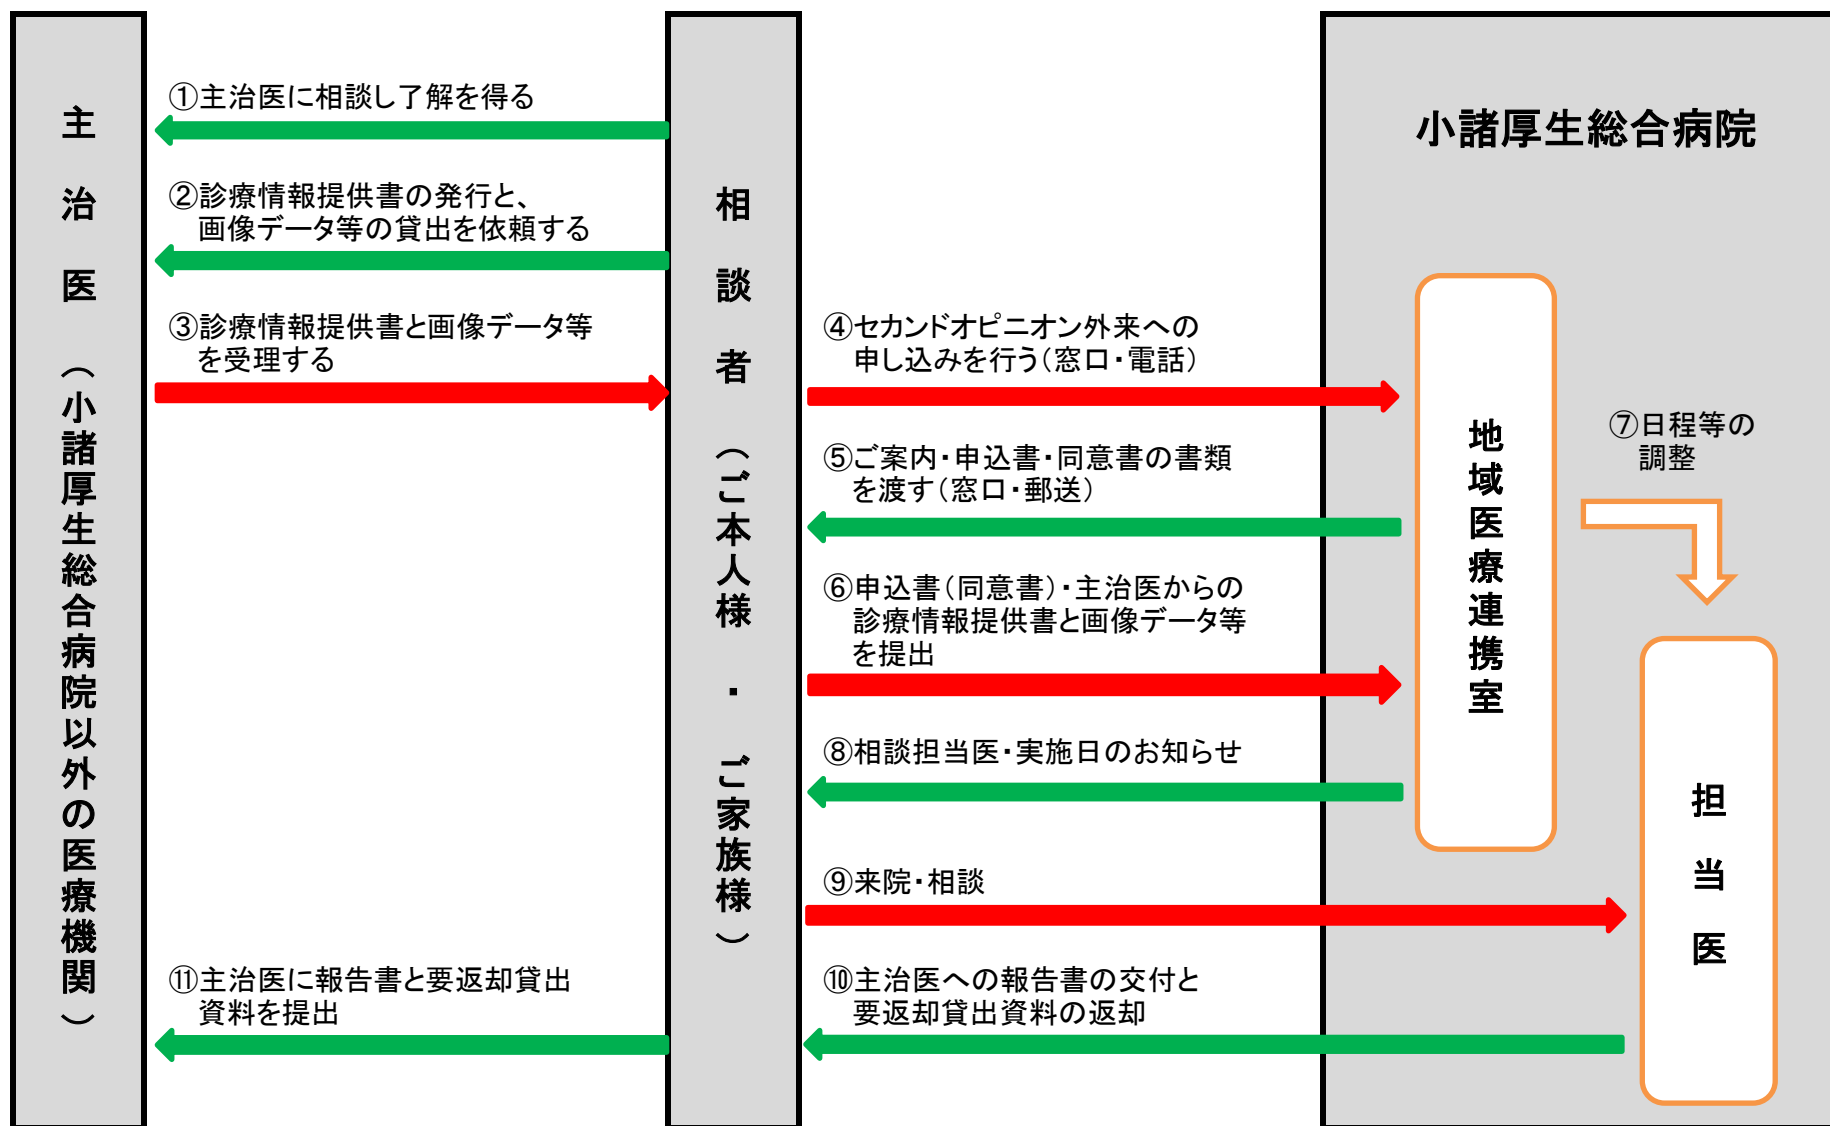 主治医（小諸厚生総合病院以外の医療機関）
①主治医に相談し了解を得る
②診療情報提供書の発行と、
画像データ等の貸出を依頼する
③診療情報提供書と画像データ等
を受理する
⑪主治医に報告書と要返却貸出
資料を提出
相談者（ご本人様・ご家族様）
④セカンドオピニオン外来への
申し込みを行う（窓口・電話）
⑤ご案内・申込書・同意書の書類
を渡す（窓口・郵送）
⑥申込書（同意書）・主治医からの
診療情報提供書と画像データ等
を提出
⑧相談担当医・実施日のお知らせ
⑨来院・相談
⑩主治医への報告書の交付と
要返却貸出資料の返却
小諸厚生総合病院
地域医療連携室
⑦日程等の
調整
担当医